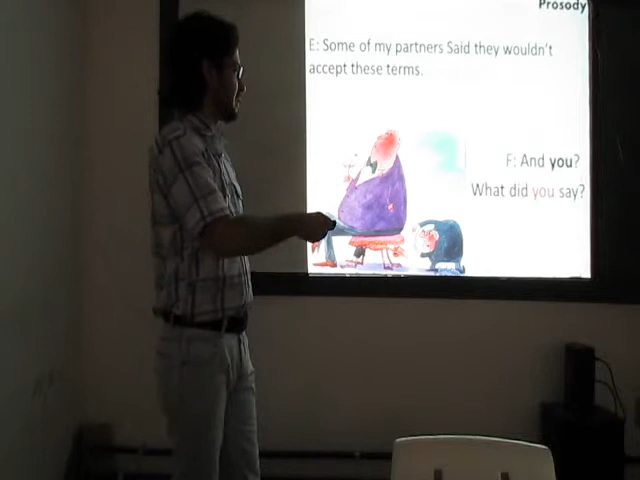 Prosody
E: Some of my partners Said they wouldn't
accept these terms.
F: And you?
What did you say?